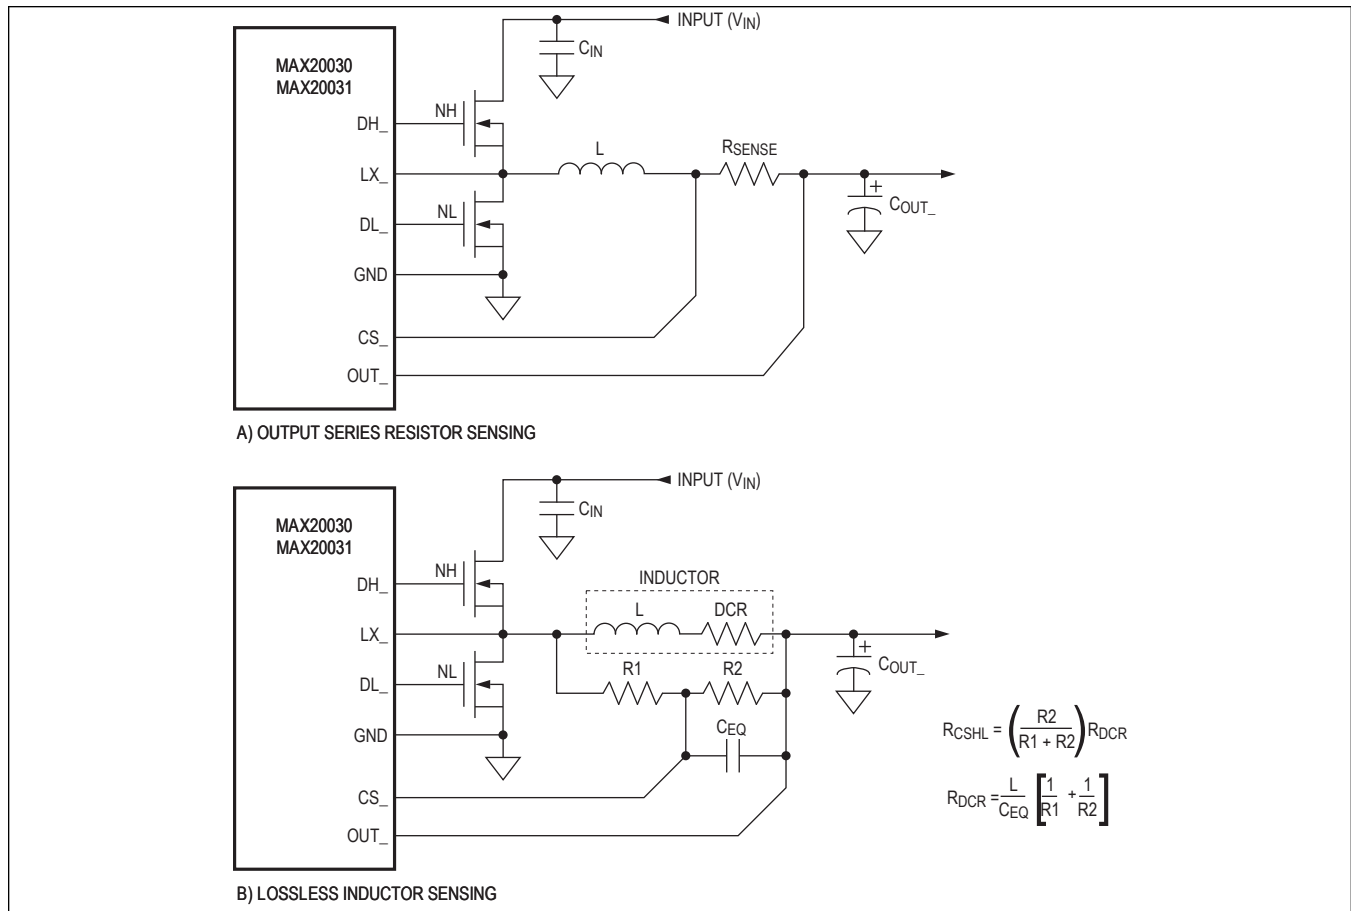 INPUT (VIN)
CIN
MAX20030
MAX20031
NH
DH_
L
RSENSE
LX_
+
COUT_
NL
DL_
GND
CS_
OUT_
A) OUTPUT SERIES RESISTOR SENSING
INPUT (VIN)
CIN
MAX20030
MAX20031
NH
DH_
INDUCTOR
L
DCR
LX_
+
COUT_
R1
R2
NL
DL_
CEQ
GND
RCSHL = (R2 / R1 + R2) RDCR
CS_
RDCR = L / CEQ [1 / R1 + 1 / R2]
OUT_
B) LOSSLESS INDUCTOR SENSING